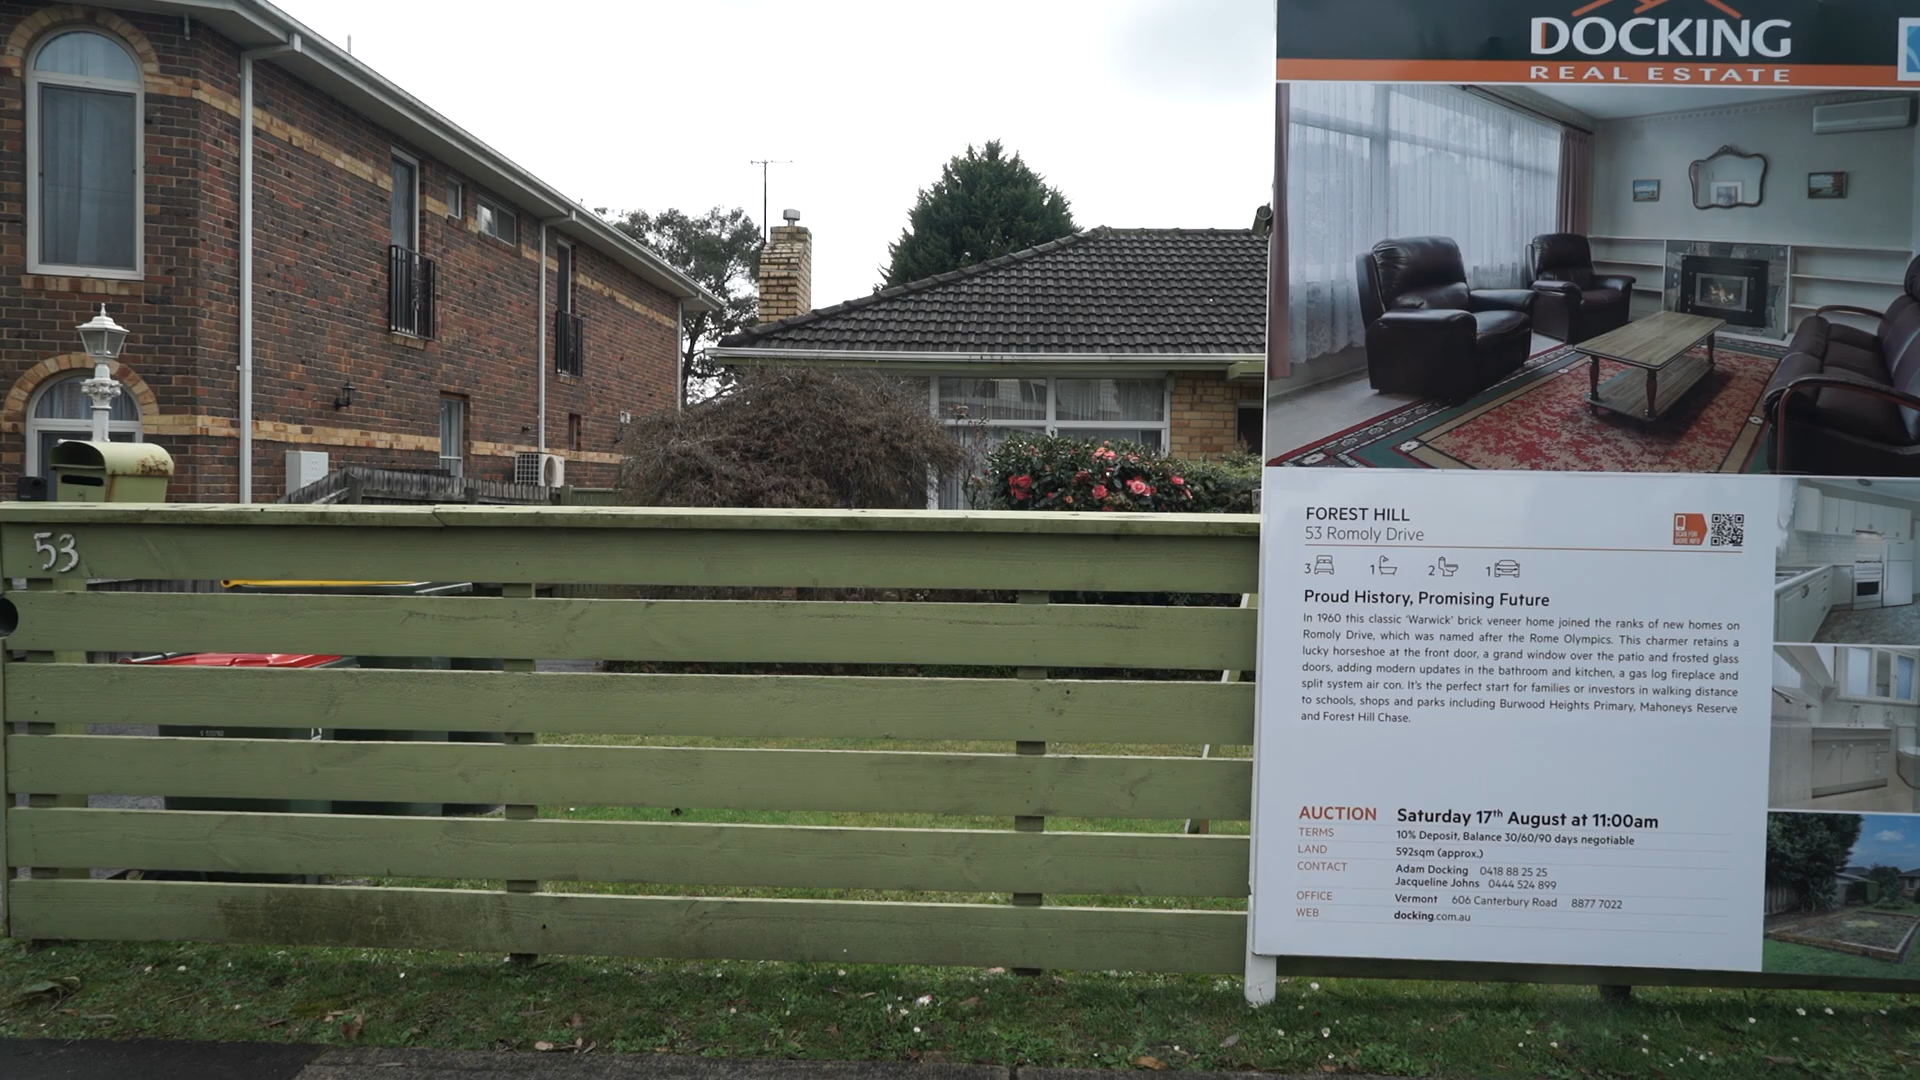 DOCKING
REAL ESTATE
53
FOREST HILL
53 Romoly Drive
SCAN FOR
MORE INFO
3 1 2 1
Proud History, Promising Future
In 1960 this classic ‘Warwick’ brick veneer home joined the ranks of new homes on
Romoly Drive, which was named after the Rome Olympics. This charmer retains a
lucky horseshoe at the front door, a grand window over the patio and frosted glass
doors, adding modern updates in the bathroom and kitchen, a gas log fireplace and
split system air con. It’s the perfect start for families or investors in walking distance
to schools, shops and parks including Burwood Heights Primary, Mahoneys Reserve
and Forest Hill Chase.
AUCTION Saturday 17th August at 11:00am
TERMS 10% Deposit, Balance 30/60/90 days negotiable
LAND 592sqm (approx.)
CONTACT Adam Docking 0418 88 25 25
Jacqueline Johns 0444 524 899
OFFICE Vermont 606 Canterbury Road 8877 7022
WEB docking.com.au